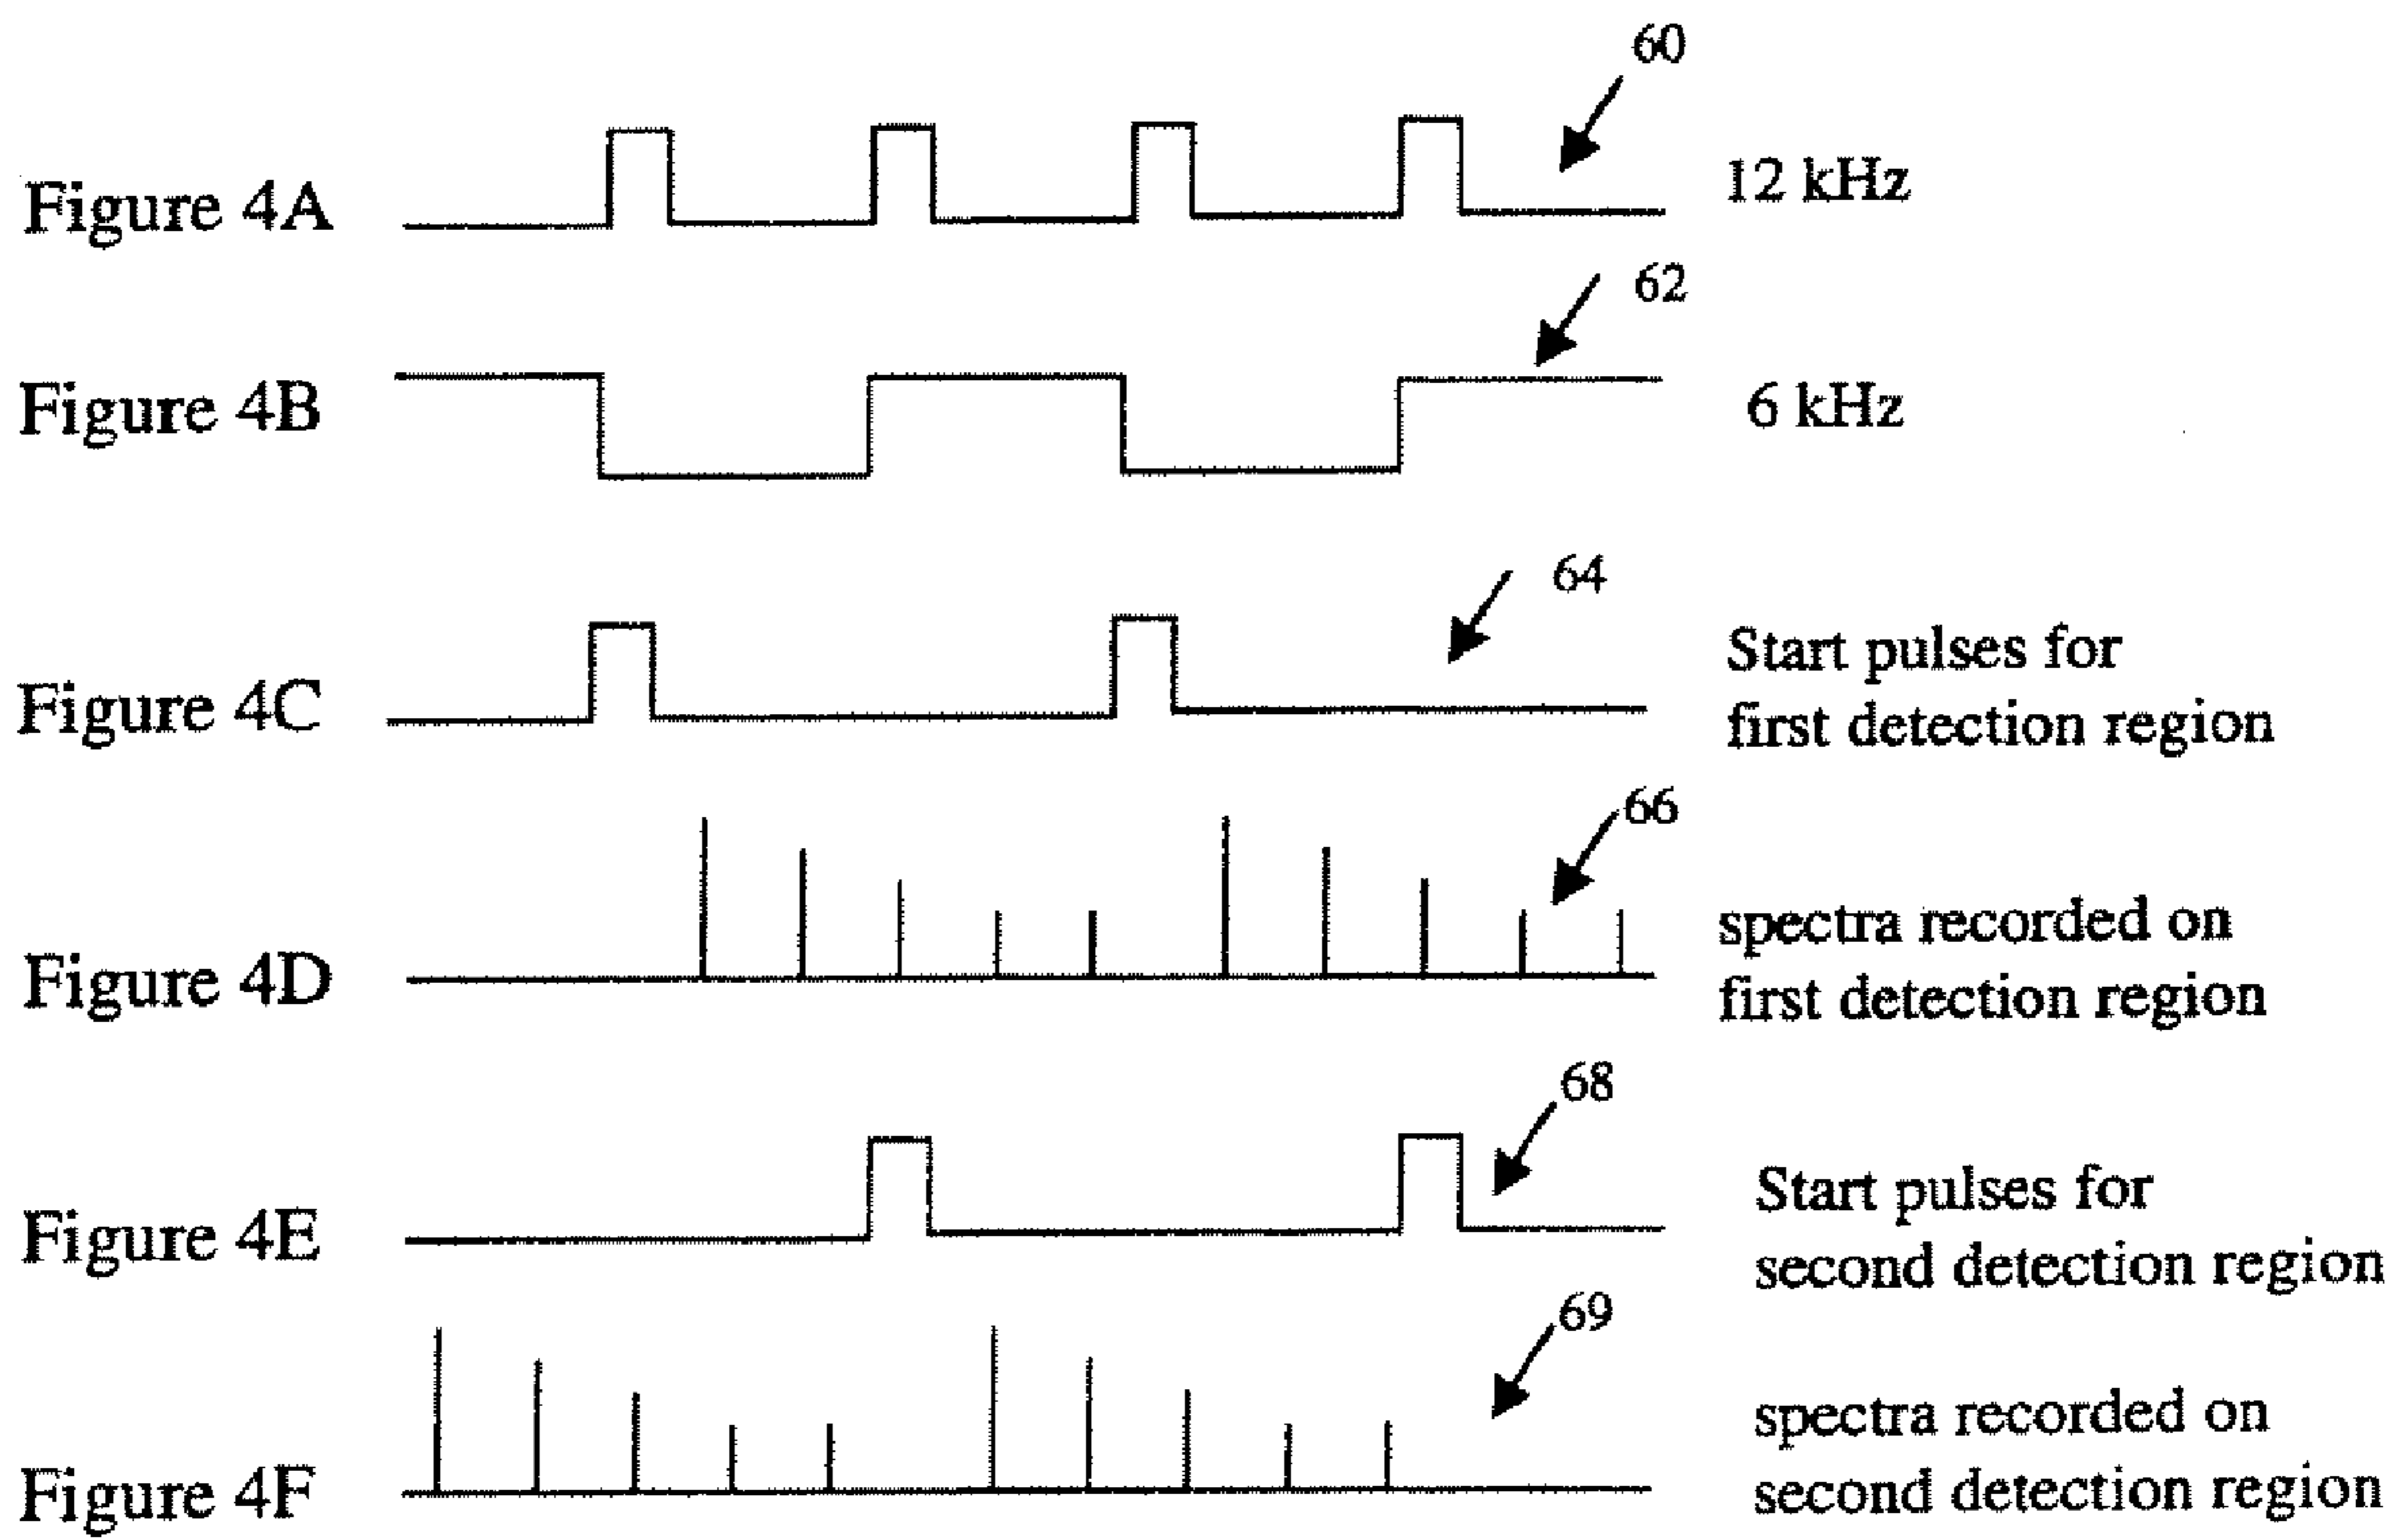 60
Figure 4A
12 kHz
62
Figure 4B
6 kHz
64
Figure 4C
Start pulses for
first detection region
66
Figure 4D
spectra recorded on
first detection region
68
Figure 4E
Start pulses for
second detection region
69
Figure 4F
spectra recorded on
second detection region